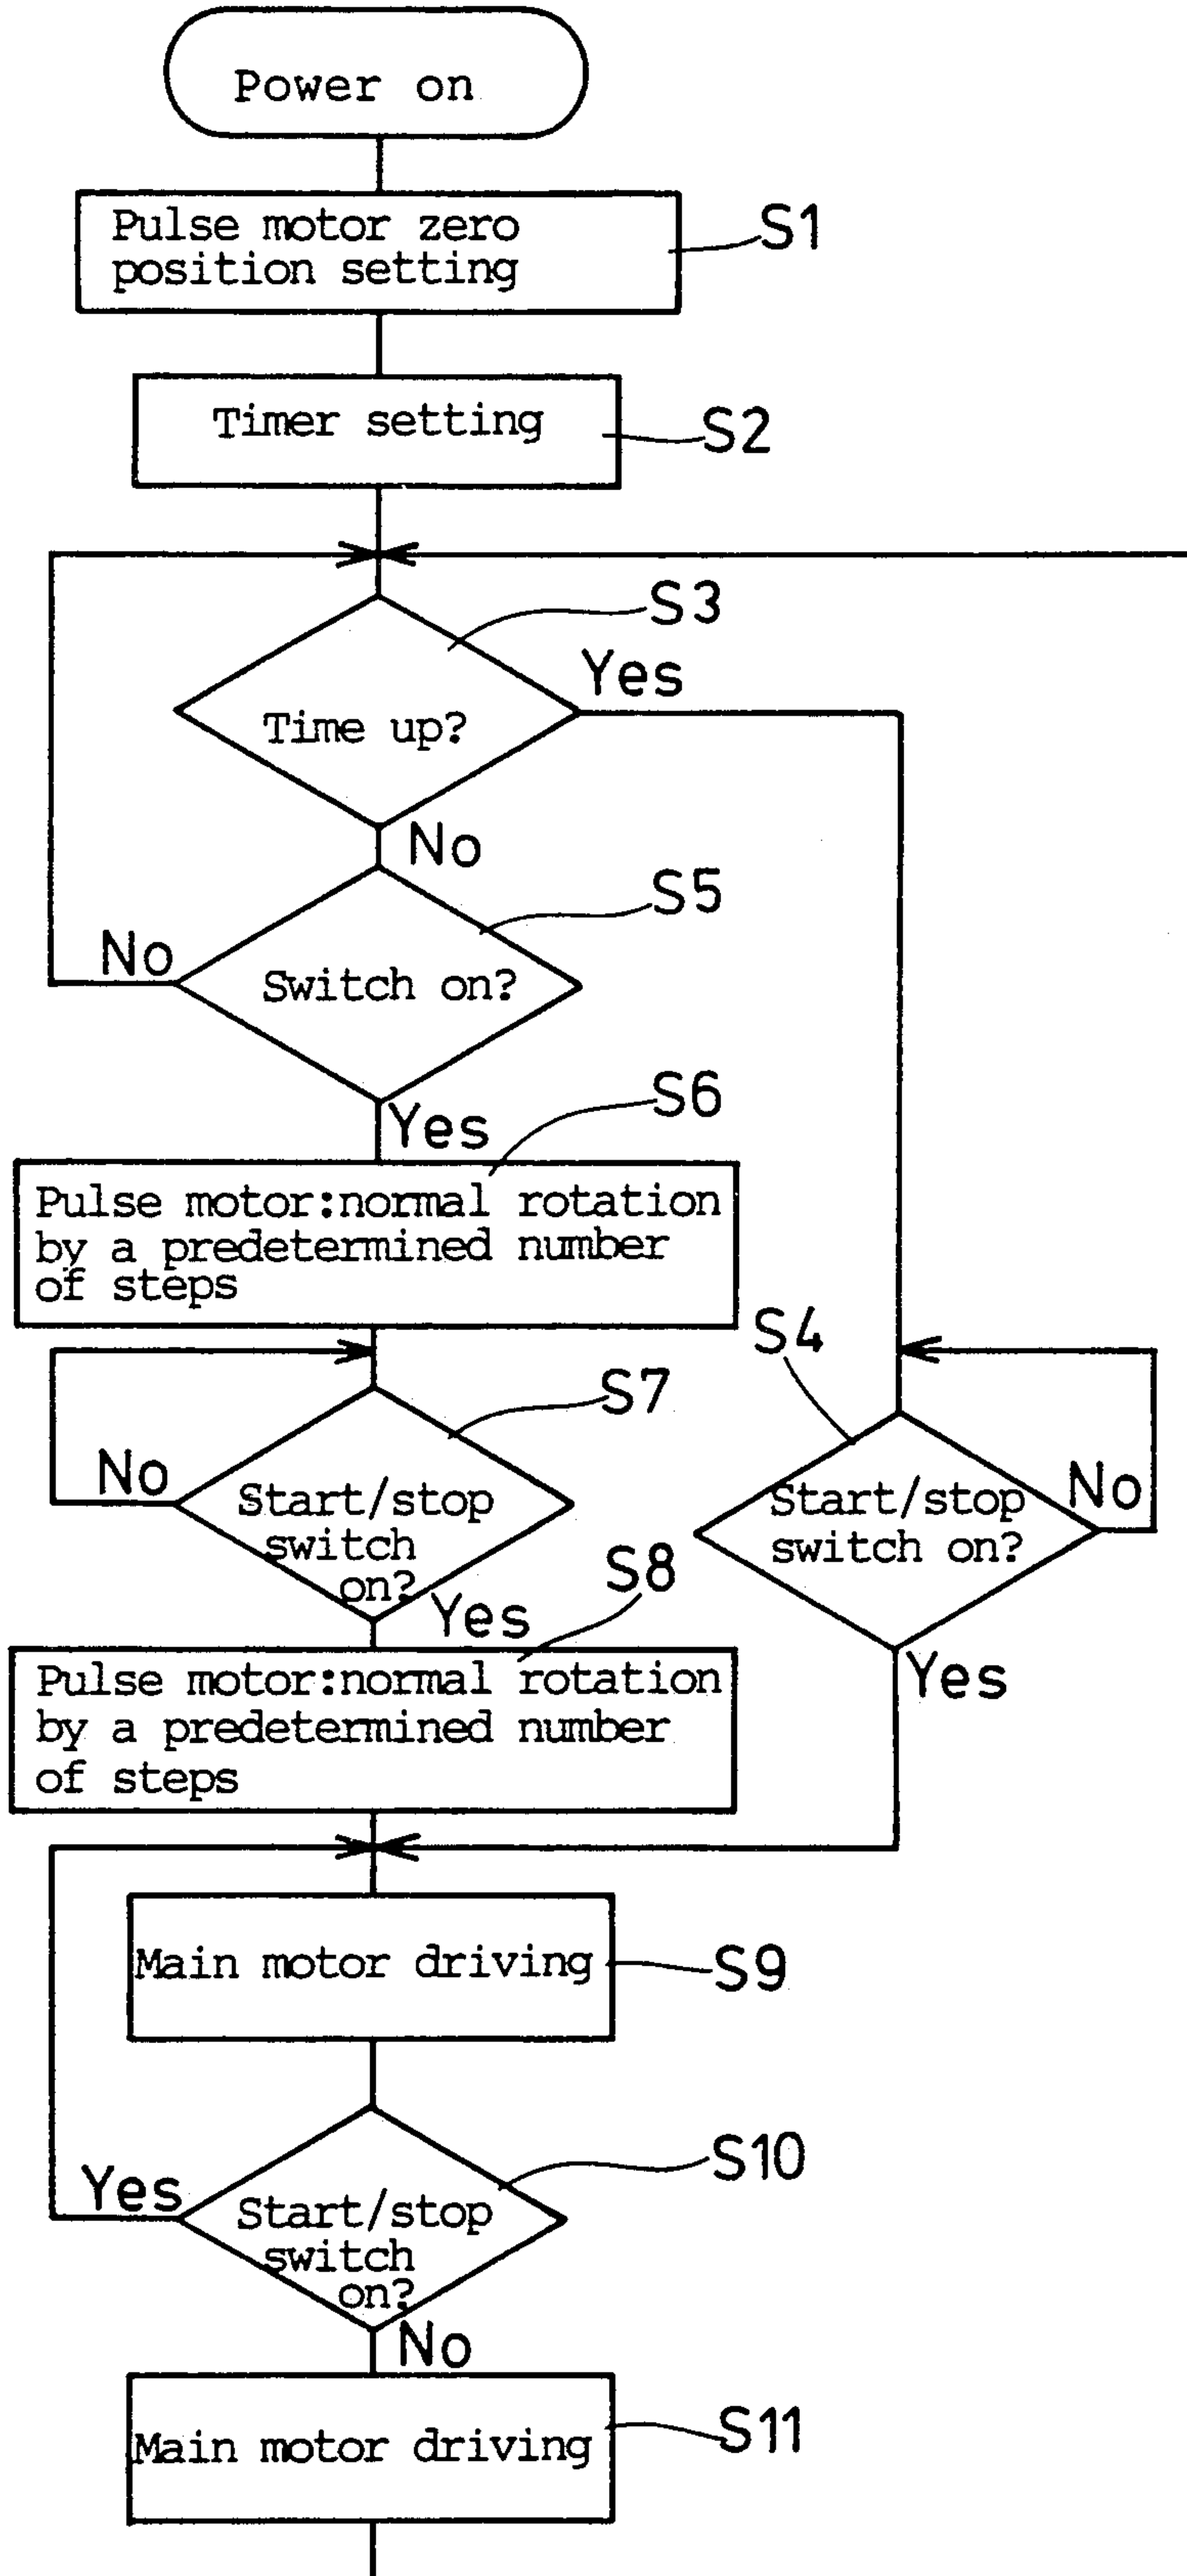 Power on
Pulse motor zero
position setting
S1
Timer setting
S2
S3
Yes
Time up?
No
S5
No
Switch on?
Yes
S6
Pulse motor:normal rotation
by a predetermined number
of steps
S4
S7
No
Start/stop
switch
on?
Yes
No
Start/stop
switch on?
Yes
S8
Pulse motor:normal rotation
by a predetermined number
of steps
Main motor driving
S9
S10
Yes
Start/stop
switch
on?
No
Main motor driving
S11